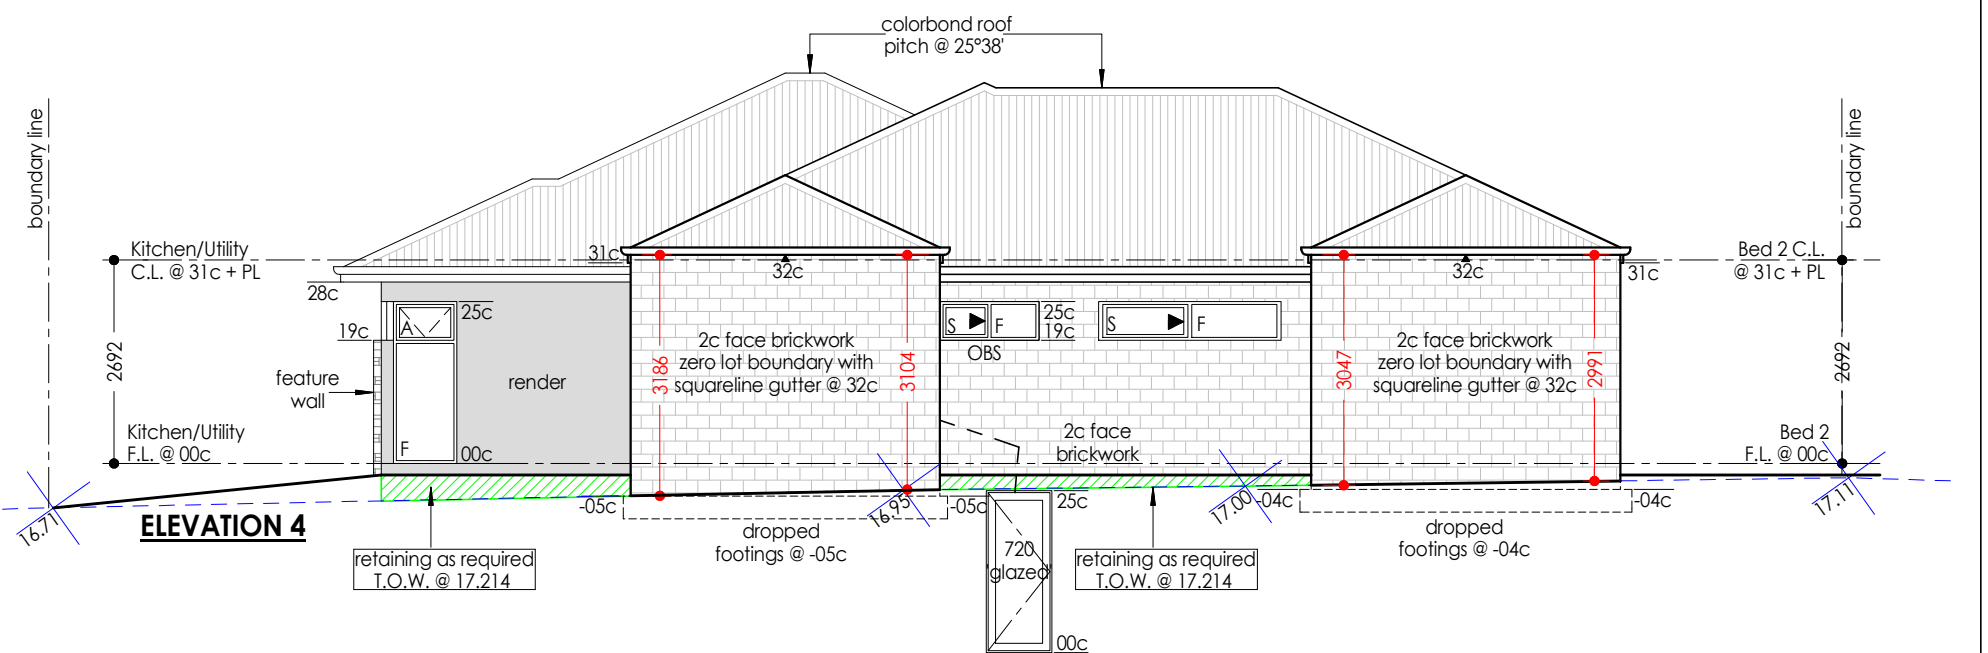 colorbond roof
pitch @ 25°38'
boundary line
boundary line
Kitchen/Utility
C.L. @ 31c + PL
28c
19c
2692
feature
wall
Kitchen/Utility
F.L. @ 00c
A
25c
F
00c
render
31c
32c
3186
2c face brickwork
zero lot boundary with
squareline gutter @ 32c
3104
S
F
25c
19c
OBS
S
F
2c face
brickwork
32c
31c
3047
2c face brickwork
zero lot boundary with
squareline gutter @ 32c
2991
Bed 2 C.L.
@ 31c + PL
2692
Bed 2
F.L. @ 00c
16.71
ELEVATION 4
-05c
16.95
-05c
17.00
-04c
-04c
17.11
retaining as required
T.O.W. @ 17.214
dropped
footings @ -05c
25c
720
'glazed'
00c
retaining as required
T.O.W. @ 17.214
dropped
footings @ -04c